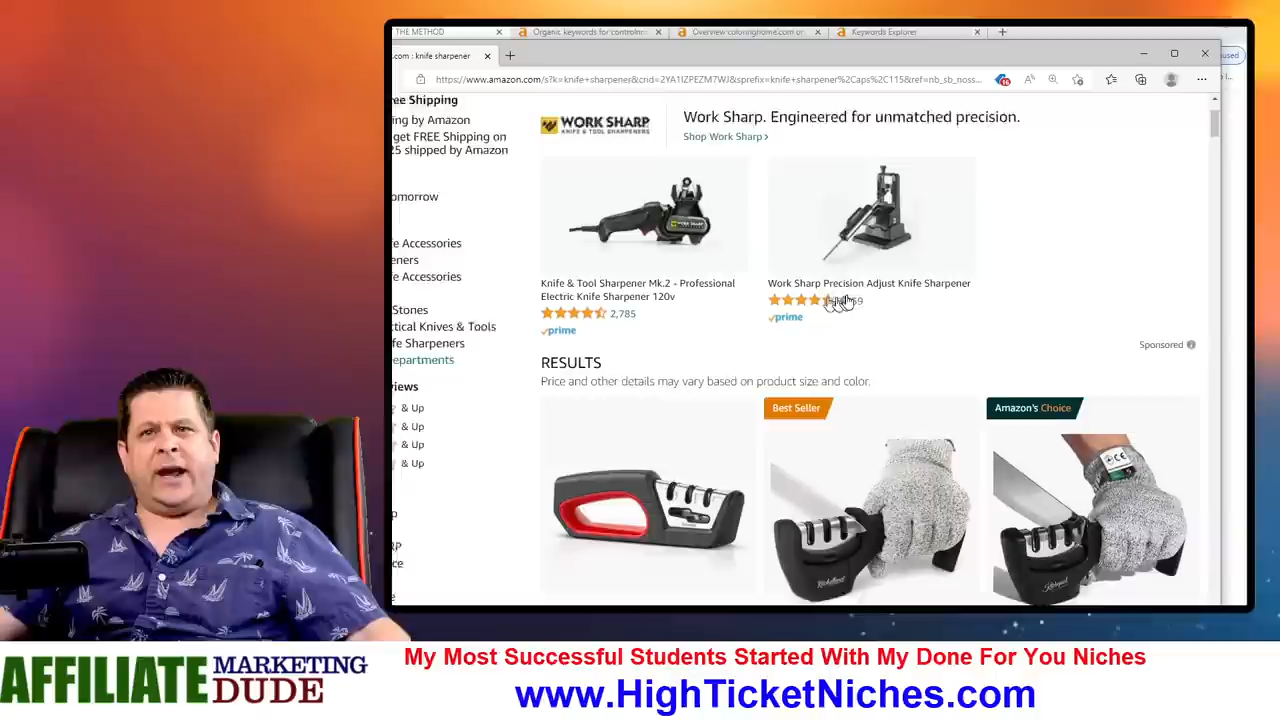 THE METHOD
Organic keywords for controlnr
Overview coloringhome.com or
Keywords Explorer
.com : knife sharpener
https://www.amazon.com/s?k=knife+sharpener&crid=2YA1IZPEZM7WJ&sprefix=knife+sharpener%2Caps%2C115&ref=nb_sb_noss...
ree Shipping
ing by Amazon
get FREE Shipping on
25 shipped by Amazon
omorrow
e Accessories
eners
e Accessories
Stones
ctical Knives & Tools
fe Sharpeners
epartments
views
& Up
& Up
& Up
& Up
WORK SHARP
KNIFE & TOOL SHARPENERS
Work Sharp. Engineered for unmatched precision.
Shop Work Sharp ›
Knife & Tool Sharpener Mk.2 - Professional
Electric Knife Sharpener 120v
2,785
prime
Work Sharp Precision Adjust Knife Sharpener
prime
Sponsored
RESULTS
Price and other details may vary based on product size and color.
Best Seller
Amazon's Choice
AFFILIATE MARKETING DUDE
My Most Successful Students Started With My Done For You Niches
www.HighTicketNiches.com